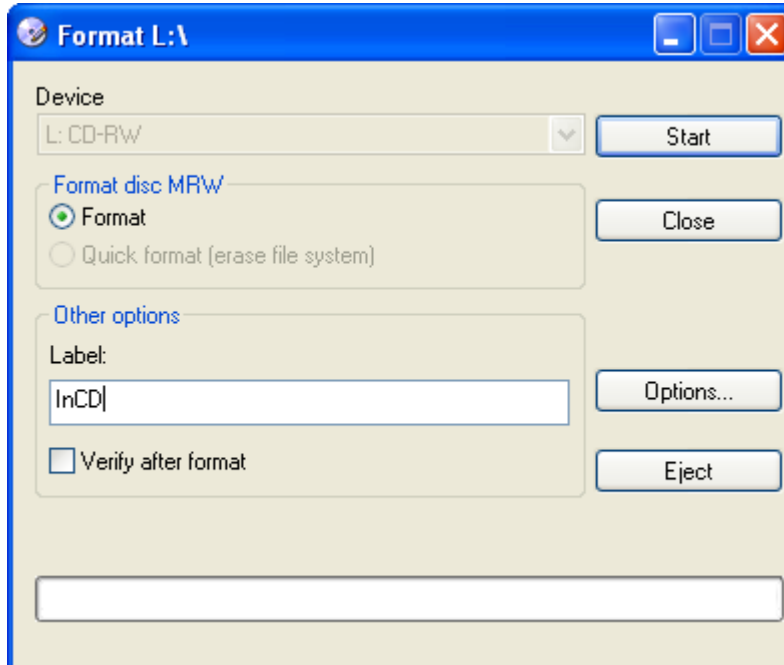 Format L:\
Device
L: CD-RW
Start
Format disc MRW
Format
Close
Quick format (erase file system)
Other options
Label:
InCD
Options...
Verify after format
Eject